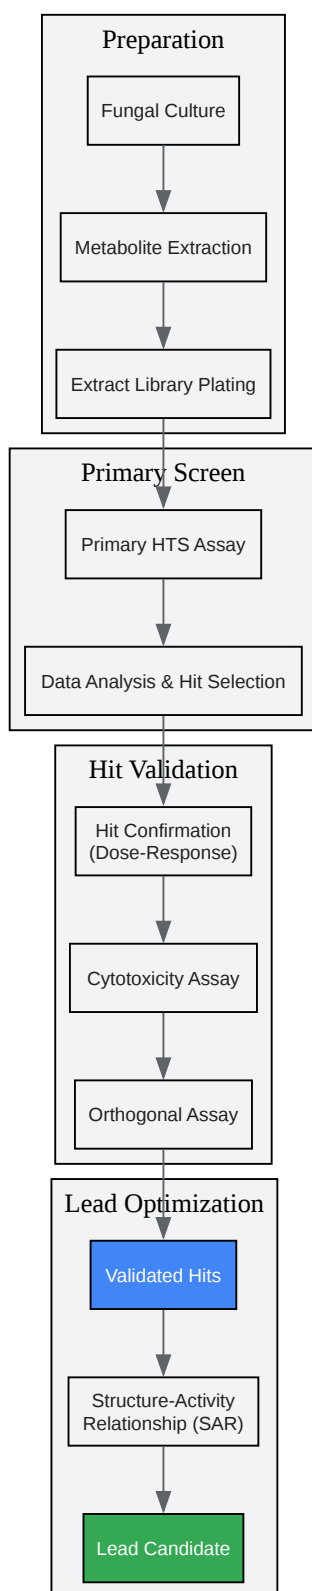 Preparation
Fungal Culture
Metabolite Extraction
Extract Library Plating
Primary Screen
Primary HTS Assay
Data Analysis & Hit Selection
Hit Validation
Hit Confirmation
(Dose-Response)
Cytotoxicity Assay
Orthogonal Assay
Lead Optimization
Validated Hits
Structure-Activity
Relationship (SAR)
Lead Candidate